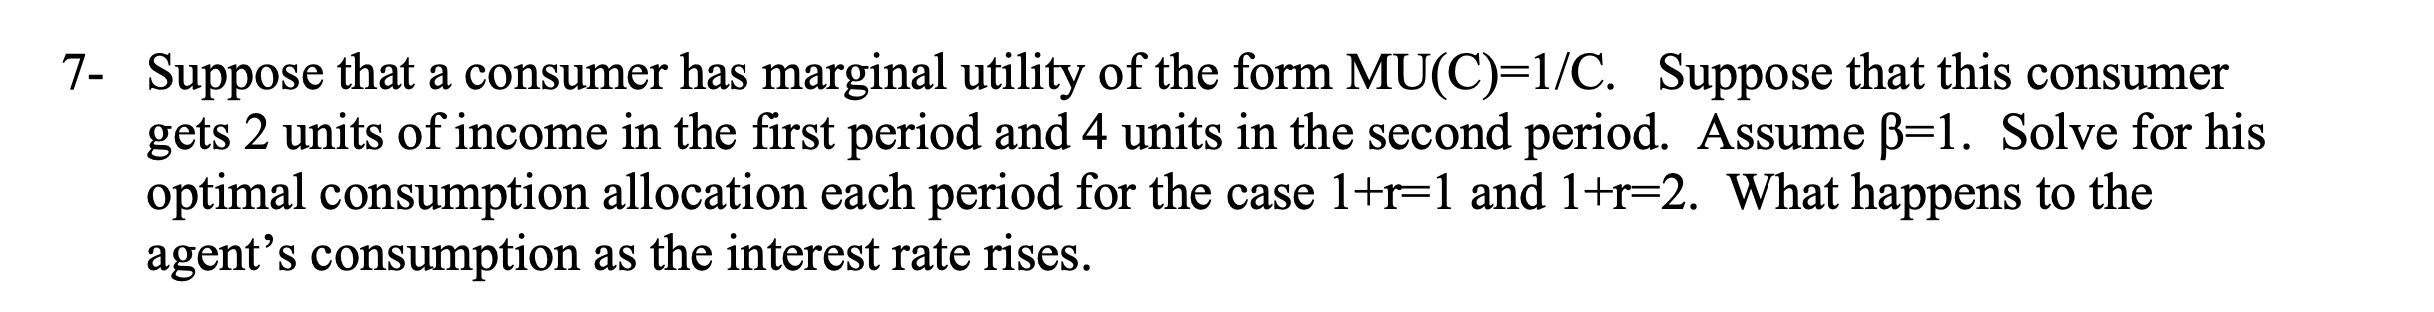 7- Suppose that a consumer has marginal utility of the form MU(C)=1/C. Suppose that this consumer
gets 2 units of income in the first period and 4 units in the second period. Assume β=1. Solve for his
optimal consumption allocation each period for the case 1+r=1 and 1+r=2. What happens to the
agent’s consumption as the interest rate rises.